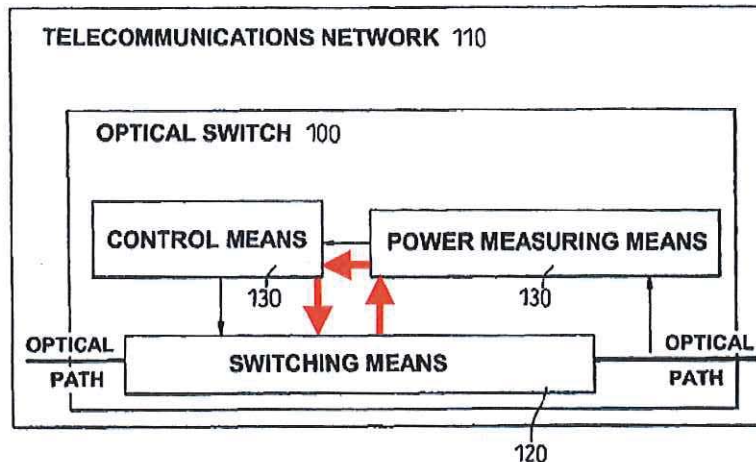 TELECOMMUNICATIONS NETWORK 110
OPTICAL SWITCH 100
CONTROL MEANS
POWER MEASURING MEANS
130
130
OPTICAL
PATH
SWITCHING MEANS
OPTICAL
PATH
120